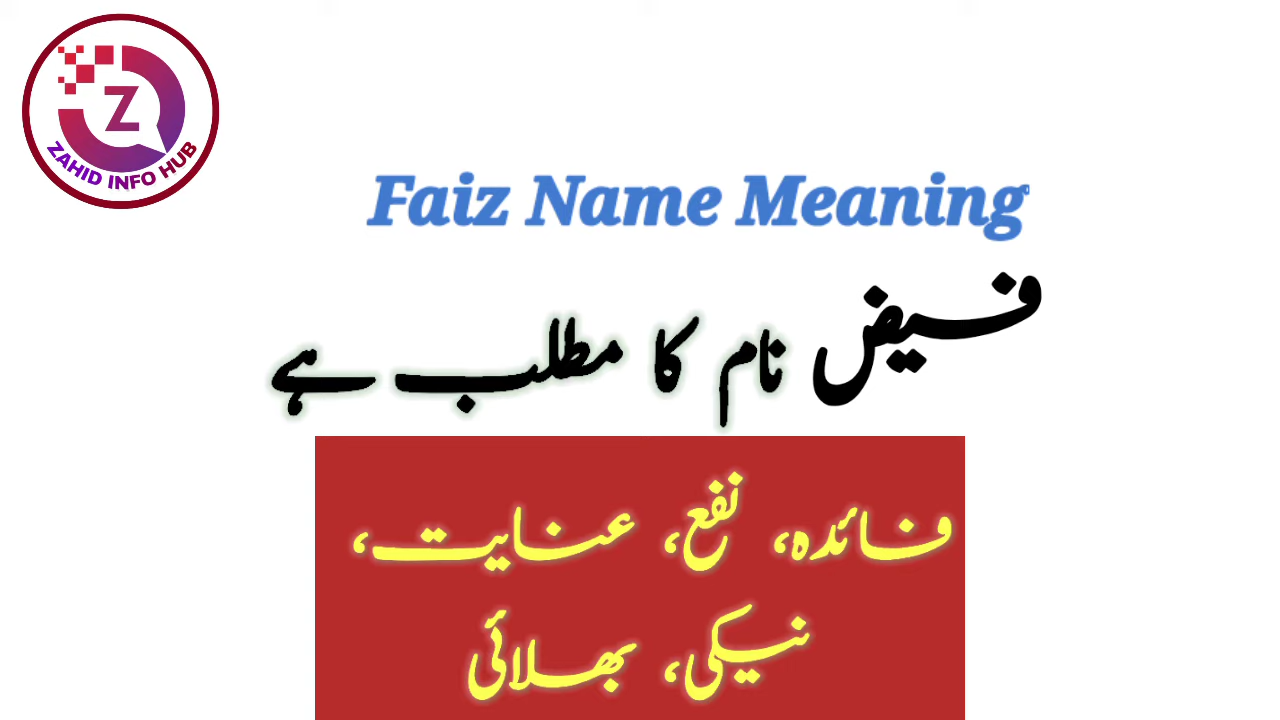 Z
ZAHID INFO HUB
Faiz Name Meaning
فیض نام کا مطلب ہے
فائدہ، نفع، عنایت،
نیکی، بھلائی